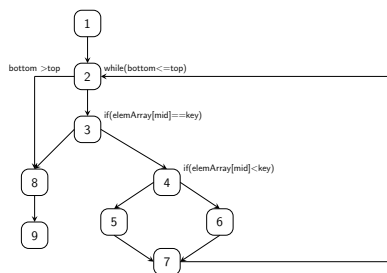 1
bottom >top
2
while(bottom<=top)
3
if(elemArray[mid]==key)
8
4
if(elemArray[mid]<key)
5
6
9
7